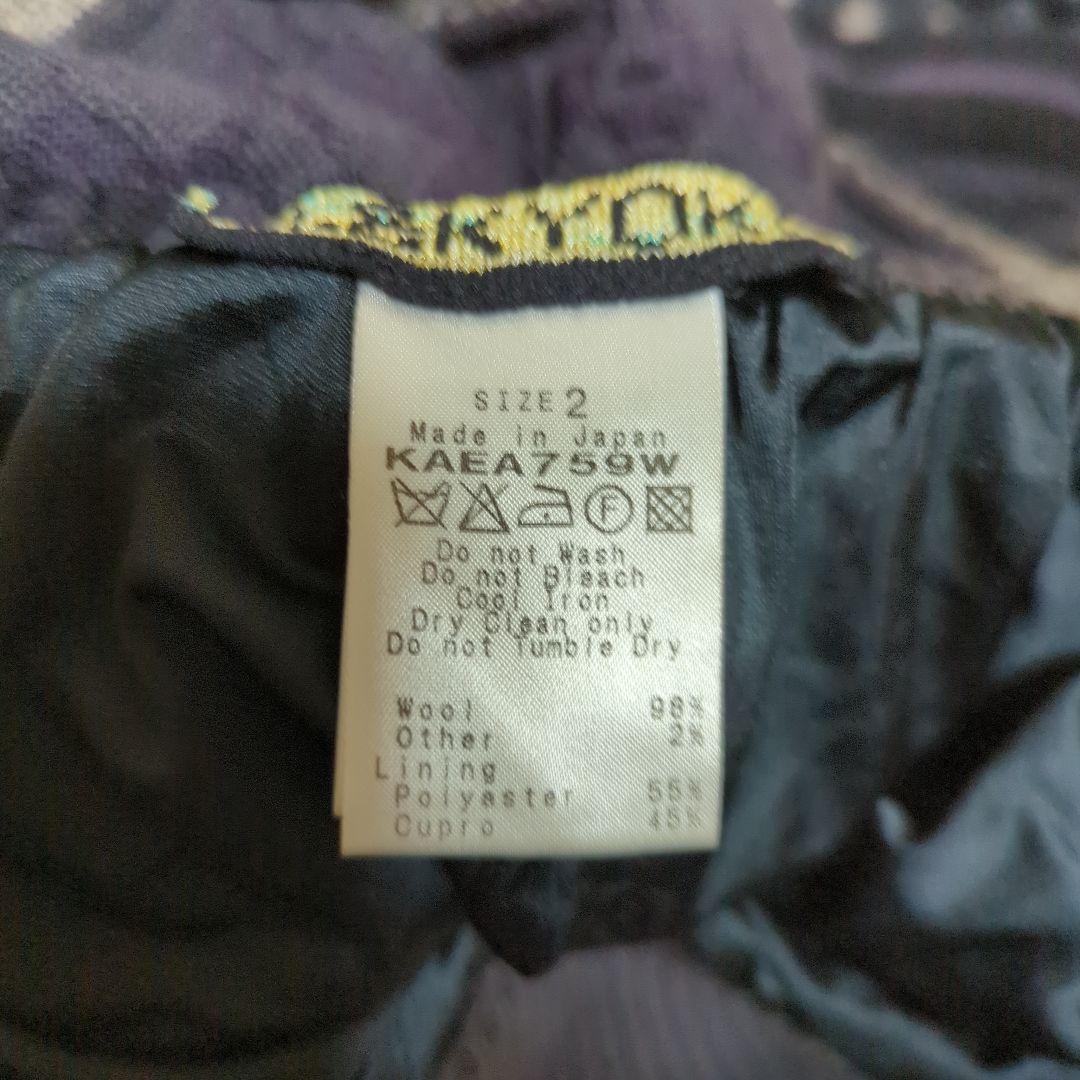 SIZE 2
Made in Japan
KAEA759W
F
Do not Wash
Do not Bleach
Cool Iron
Dry Clean only
Do not Tumble Dry
Wool 98%
Other 2%
Lining
Polyester 55%
Cupro 45%